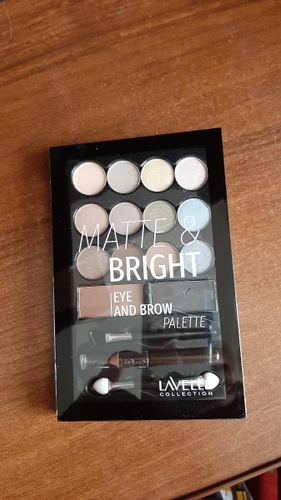 MATTE &
BRIGHT
EYE
AND BROW
PALETTE
LAVELLE
COLLECTION